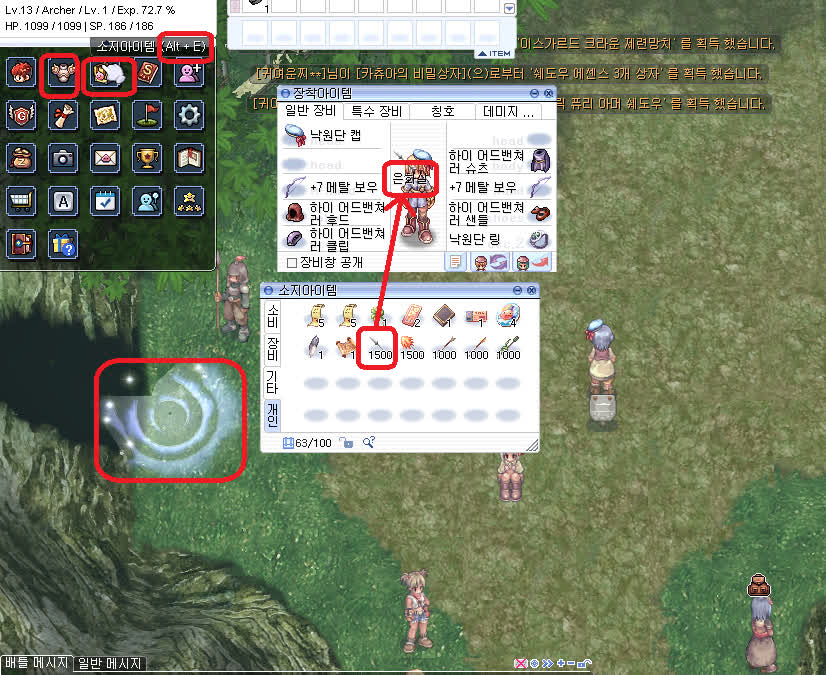 Lv.13 / Archer / Lv. 1 / Exp. 72.7 %
HP. 1099 / 1099 | SP. 186 / 186
1
소지아이템 (Alt + E)
ITEM
'이스가르드 크라운 제련망치' 를 획득 했습니다.
[귀여운찌**]님이 [카츄아의 비밀상자](으)로부터 '쉐도우 에센스 3개 상자' 를 획득 했습니다.
[귀여
퓨리 아머 쉐도우' 를 획득 했습니다.
장착아이템
일반 장비
특수 장비
칭호
데미지 ...
낙원단 캡
head
head
하이 어드벤쳐
러 슈츠
body
은화살
+7 메탈 보우
+7 메탈 보우
하이 어드벤쳐
러 후드
하이 어드벤쳐
러 샌들
하이 어드벤쳐
러 클립
낙원단 링
장비창 공개
소지아이템
소비
장비
기타
개인
5
5
1
2
1
1
4
1
1
1500
1500
1000
1000
1000
63/100
G
A
배틀 메시지
일반 메시지